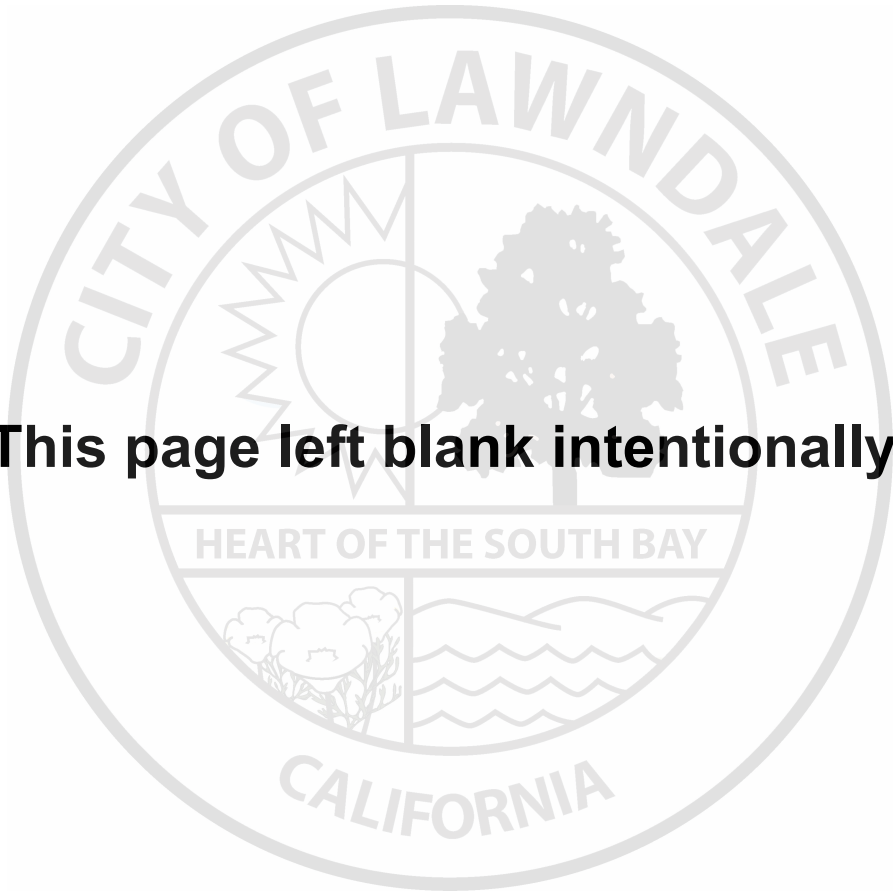 CITY OF LAWNDALE
This page left blank intentionally
HEART OF THE SOUTH BAY
CALIFORNIA